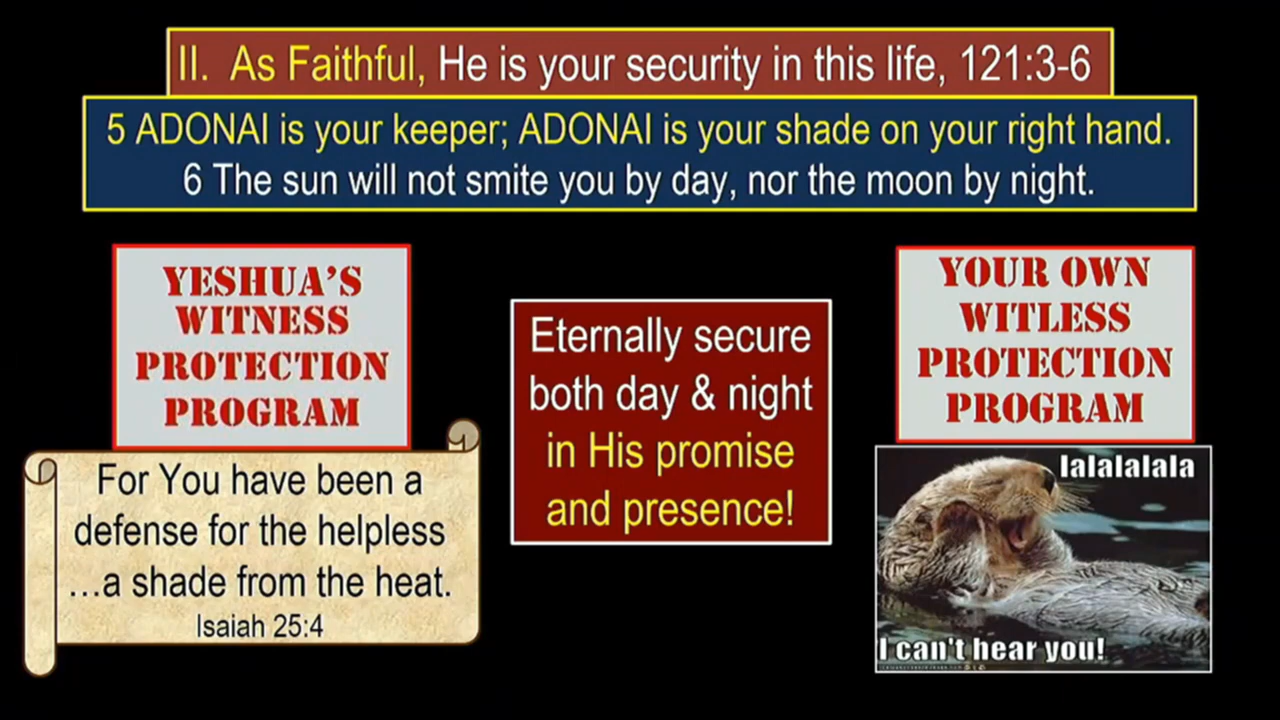 II. As Faithful, He is your security in this life, 121:3-6
5 ADONAI is your keeper; ADONAI is your shade on your right hand.
6 The sun will not smite you by day, nor the moon by night.
YESHUA'S
WITNESS
PROTECTION
PROGRAM
For You have been a
defense for the helpless
…a shade from the heat.
Isaiah 25:4
Eternally secure
both day & night
in His promise
and presence!
YOUR OWN
WITLESS
PROTECTION
PROGRAM
lalalalala
I can't hear you!